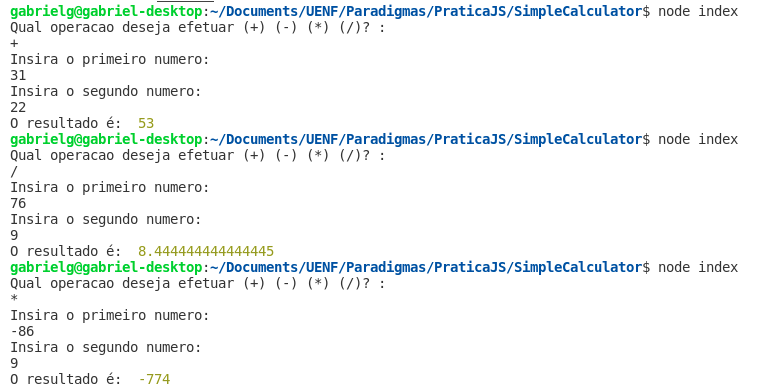 gabrielg@gabriel-desktop:~/Documents/UENF/Paradigmas/PraticaJS/SimpleCalculator$ node index
Qual operacao deseja efetuar (+) (-) (*) (/)? :
+
Insira o primeiro numero:
31
Insira o segundo numero:
22
O resultado é:  53
gabrielg@gabriel-desktop:~/Documents/UENF/Paradigmas/PraticaJS/SimpleCalculator$ node index
Qual operacao deseja efetuar (+) (-) (*) (/)? :
/
Insira o primeiro numero:
76
Insira o segundo numero:
9
O resultado é:  8.444444444444445
gabrielg@gabriel-desktop:~/Documents/UENF/Paradigmas/PraticaJS/SimpleCalculator$ node index
Qual operacao deseja efetuar (+) (-) (*) (/)? :
*
Insira o primeiro numero:
-86
Insira o segundo numero:
9
O resultado é:  -774